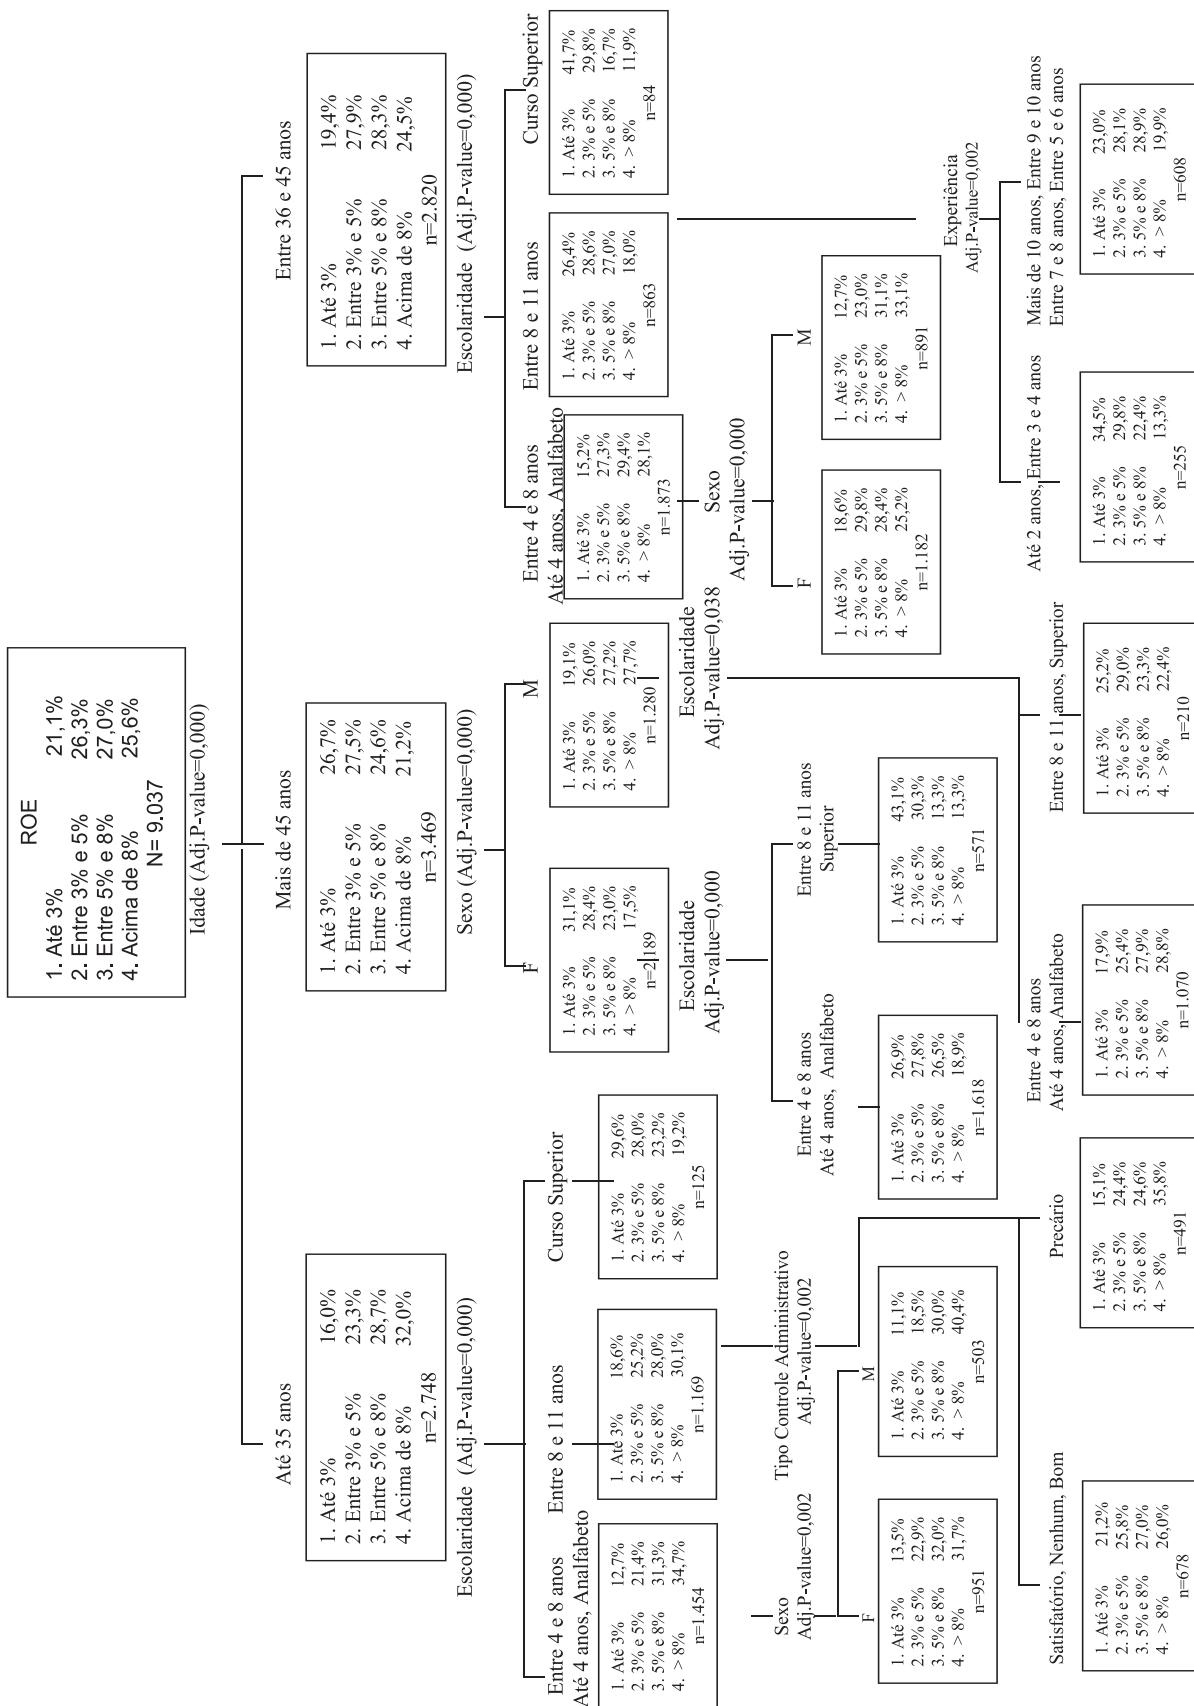 ROE
1. Até 3% 21,1%
2. Entre 3% e 5% 26,3%
3. Entre 5% e 8% 27,0%
4. Acima de 8% 25,6%
N= 9.037
Idade (Adj.P-value=0,000)
Até 35 anos
1. Até 3% 16,0%
2. Entre 3% e 5% 23,3%
3. Entre 5% e 8% 28,7%
4. Acima de 8% 32,0%
n=2.748
Escolaridade (Adj.P-value=0,000)
Mais de 45 anos
1. Até 3% 26,7%
2. Entre 3% e 5% 27,5%
3. Entre 5% e 8% 24,6%
4. Acima de 8% 21,2%
n=3.469
Sexo (Adj.P-value=0,000)
Entre 36 e 45 anos
1. Até 3% 19,4%
2. Entre 3% e 5% 27,9%
3. Entre 5% e 8% 28,3%
4. Acima de 8% 24,5%
n=2.820
Escolaridade (Adj.P-value=0,000)
Entre 4 e 8 anos
Até 4 anos, Analfabeto
1. Até 3% 12,7%
2. 3% e 5% 21,4%
3. 5% e 8% 31,3%
4. > 8% 34,7%
n=1.454
Entre 8 e 11 anos
1. Até 3% 18,6%
2. 3% e 5% 25,2%
3. 5% e 8% 28,0%
4. > 8% 30,1%
n=1.169
Curso Superior
1. Até 3% 29,6%
2. 3% e 5% 28,0%
3. 5% e 8% 23,2%
4. > 8% 19,2%
n=125
F
1. Até 3% 31,1%
2. 3% e 5% 28,4%
3. 5% e 8% 23,0%
4. > 8% 17,5%
n=2.189
M
1. Até 3% 19,1%
2. 3% e 5% 26,0%
3. 5% e 8% 27,2%
4. > 8% 27,7%
n=1.280
Entre 4 e 8 anos
Até 4 anos, Analfabeto
1. Até 3% 15,2%
2. 3% e 5% 27,3%
3. 5% e 8% 29,4%
4. > 8% 28,1%
n=1.873
Entre 8 e 11 anos
1. Até 3% 26,4%
2. 3% e 5% 28,6%
3. 5% e 8% 27,0%
4. > 8% 18,0%
n=863
Curso Superior
1. Até 3% 41,7%
2. 3% e 5% 29,8%
3. 5% e 8% 16,7%
4. > 8% 11,9%
n=84
Sexo
Adj.P-value=0,002
Tipo Controle Administrativo
Adj.P-value=0,002
Escolaridade
Adj.P-value=0,000
Escolaridade
Adj.P-value=0,038
Sexo
Adj.P-value=0,000
F
1. Até 3% 13,5%
2. 3% e 5% 22,9%
3. 5% e 8% 32,0%
4. > 8% 31,7%
n=951
M
1. Até 3% 11,1%
2. 3% e 5% 18,5%
3. 5% e 8% 30,0%
4. > 8% 40,4%
n=503
Entre 4 e 8 anos
Até 4 anos, Analfabeto
1. Até 3% 26,9%
2. 3% e 5% 27,8%
3. 5% e 8% 26,5%
4. > 8% 18,9%
n=1.618
Entre 8 e 11 anos
Superior
1. Até 3% 43,1%
2. 3% e 5% 30,3%
3. 5% e 8% 13,3%
4. > 8% 13,3%
n=571
F
1. Até 3% 18,6%
2. 3% e 5% 29,8%
3. 5% e 8% 28,4%
4. > 8% 25,2%
n=1.182
M
1. Até 3% 12,7%
2. 3% e 5% 23,0%
3. 5% e 8% 31,1%
4. > 8% 33,1%
n=891
Experiência
Adj.P-value=0,002
Satisfatório, Nenhum, Bom
1. Até 3% 21,2%
2. 3% e 5% 25,8%
3. 5% e 8% 27,0%
4. > 8% 26,0%
n=678
Precário
1. Até 3% 15,1%
2. 3% e 5% 24,4%
3. 5% e 8% 24,6%
4. > 8% 35,8%
n=491
Entre 4 e 8 anos
Até 4 anos, Analfabeto
1. Até 3% 17,9%
2. 3% e 5% 25,4%
3. 5% e 8% 27,9%
4. > 8% 28,8%
n=1.070
Entre 8 e 11 anos, Superior
1. Até 3% 25,2%
2. 3% e 5% 29,0%
3. 5% e 8% 23,3%
4. > 8% 22,4%
n=210
Até 2 anos, Entre 3 e 4 anos
1. Até 3% 34,5%
2. 3% e 5% 29,8%
3. 5% e 8% 22,4%
4. > 8% 13,3%
n=255
Mais de 10 anos, Entre 9 e 10 anos
Entre 7 e 8 anos, Entre 5 e 6 anos
1. Até 3% 23,0%
2. 3% e 5% 28,1%
3. 5% e 8% 28,9%
4. > 8% 19,9%
n=608